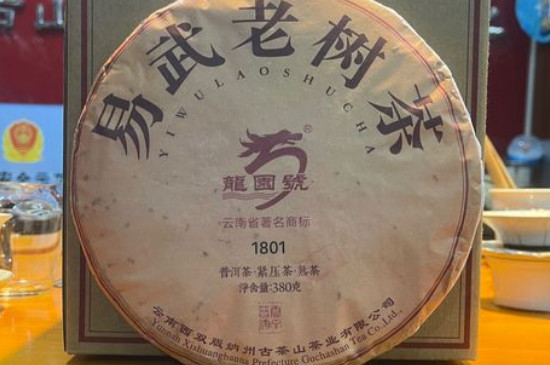 易武老树茶
YIWULAOSHUCHA
®
龍園號
云南省著名商标
1801
普洱茶·紧压茶·熟茶
净含量:380克
云南西双版纳州古茶山茶业有限公司
Yunnan Xishuangbanna Prefecture Guchashan Tea Co.,Ltd.